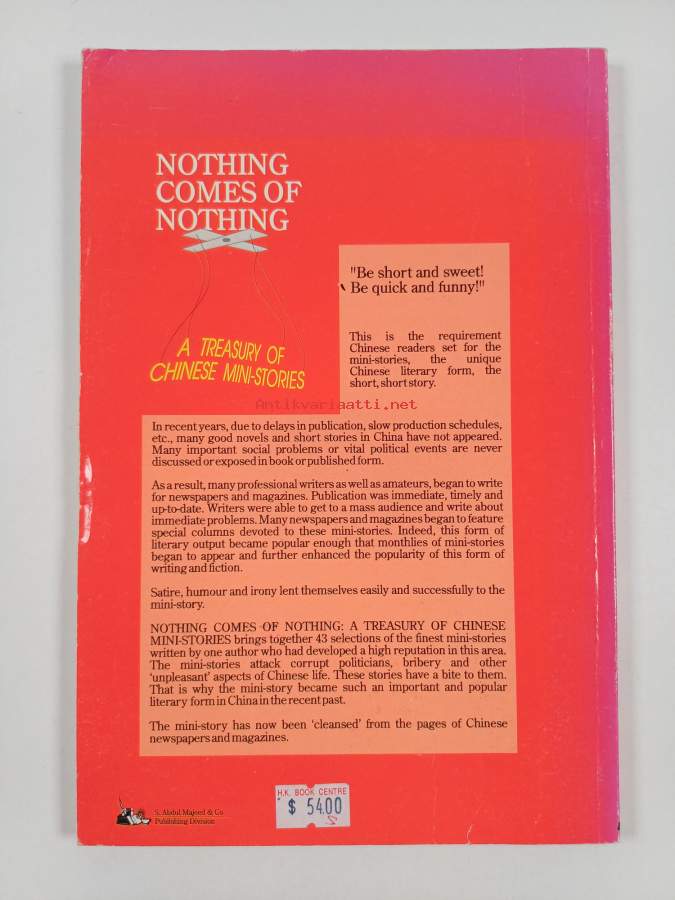 NOTHING
COMES OF
NOTHING
A TREASURY OF
CHINESE MINI-STORIES
"Be short and sweet!
Be quick and funny!"
This is the requirement
Chinese readers set for the
mini-stories, the unique
Chinese literary form, the
short, short story.
Antikvariaatti.net
In recent years, due to delays in publication, slow production schedules,
etc., many good novels and short stories in China have not appeared.
Many important social problems or vital political events are never
discussed or exposed in book or published form.
As a result, many professional writers as well as amateurs, began to write
for newspapers and magazines. Publication was immediate, timely and
up-to-date. Writers were able to get to a mass audience and write about
immediate problems. Many newspapers and magazines began to feature
special columns devoted to these mini-stories. Indeed, this form of
literary output became popular enough that monthlies of mini-stories
began to appear and further enhanced the popularity of this form of
writing and fiction.
Satire, humour and irony lent themselves easily and successfully to the
mini-story.
NOTHING COMES OF NOTHING: A TREASURY OF CHINESE
MINI-STORIES brings together 43 selections of the finest mini-stories
written by one author who had developed a high reputation in this area.
The mini-stories attack corrupt politicians, bribery and other
'unpleasant' aspects of Chinese life. These stories have a bite to them.
That is why the mini-story became such an important and popular
literary form in China in the recent past.
The mini-story has now been 'cleansed' from the pages of Chinese
newspapers and magazines.
S. Abdul Majeed & Co.
Publishing Division
H.K. BOOK CENTRE
$ 54.00